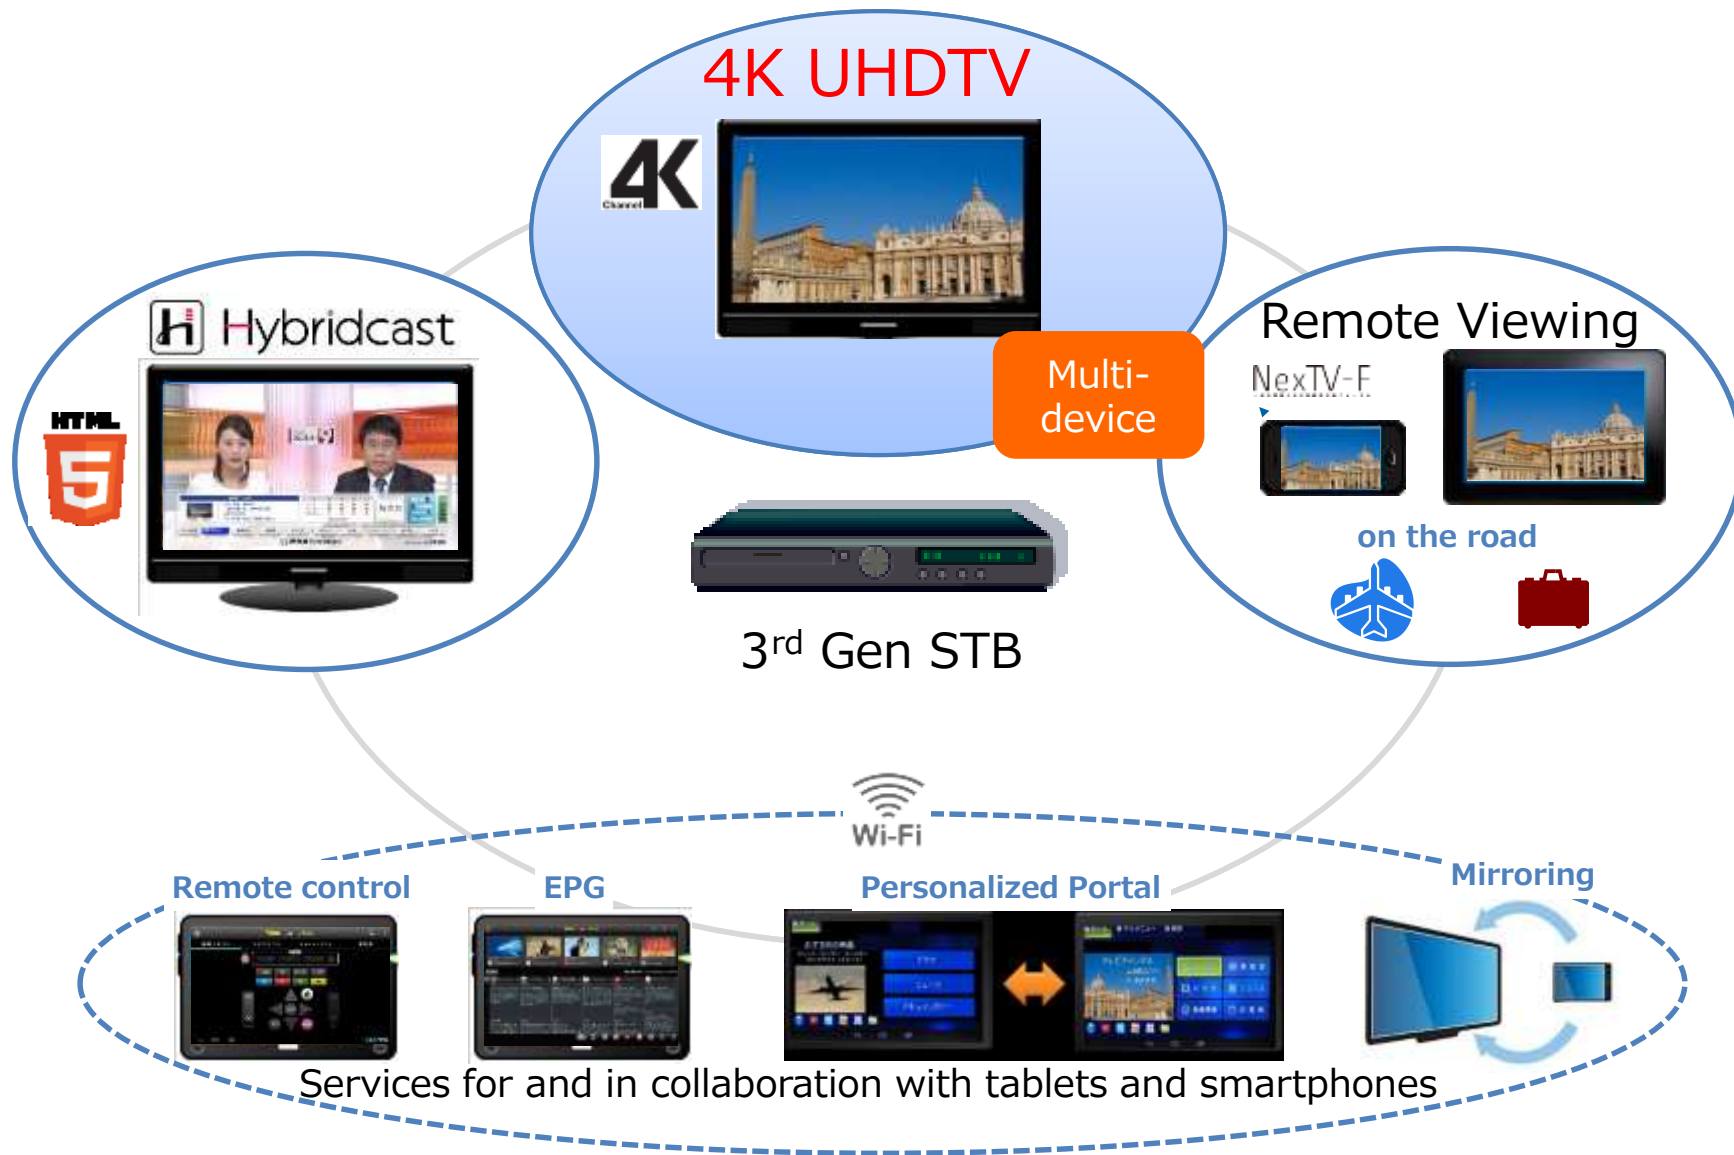 4K UHDTV
4K
Channel
Hybridcast
HTML
5
Multi-
device
Remote Viewing
NexTV-F
on the road
3rd Gen STB
Wi-Fi
Remote control
EPG
Personalized Portal
Mirroring
Services for and in collaboration with tablets and smartphones